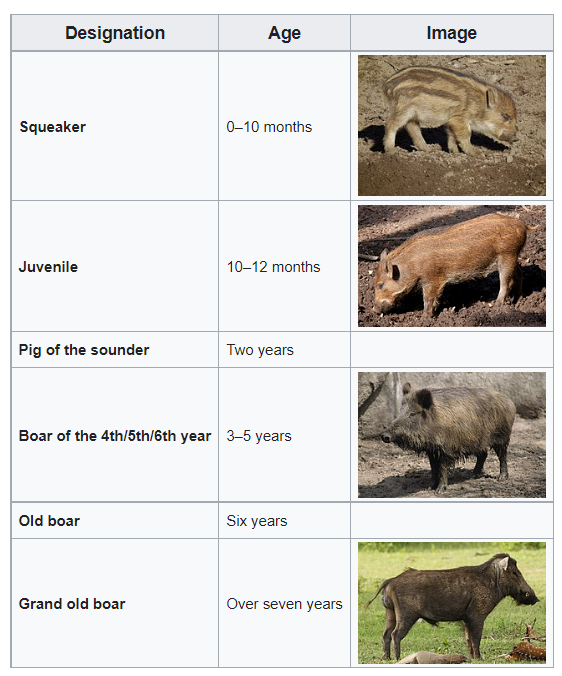 Designation Age Image
Squeaker 0–10 months
Juvenile 10–12 months
Pig of the sounder Two years
Boar of the 4th/5th/6th year 3–5 years
Old boar Six years
Grand old boar Over seven years